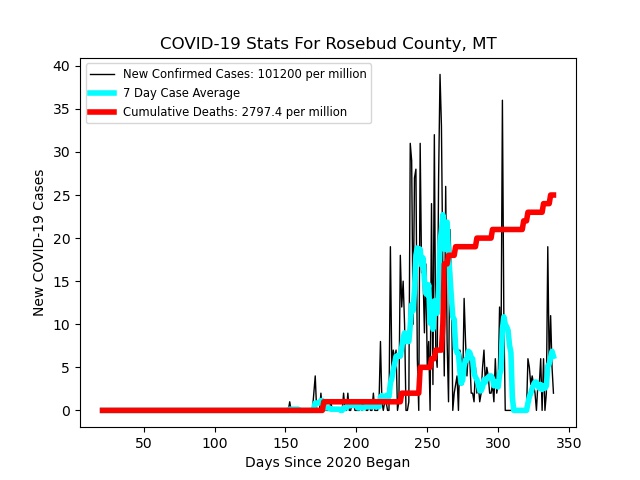 COVID-19 Stats For Rosebud County, MT
New Confirmed Cases: 101200 per million
7 Day Case Average
Cumulative Deaths: 2797.4 per million
New COVID-19 Cases
40
35
30
25
20
15
10
5
0
50
100
150
200
250
300
350
Days Since 2020 Began